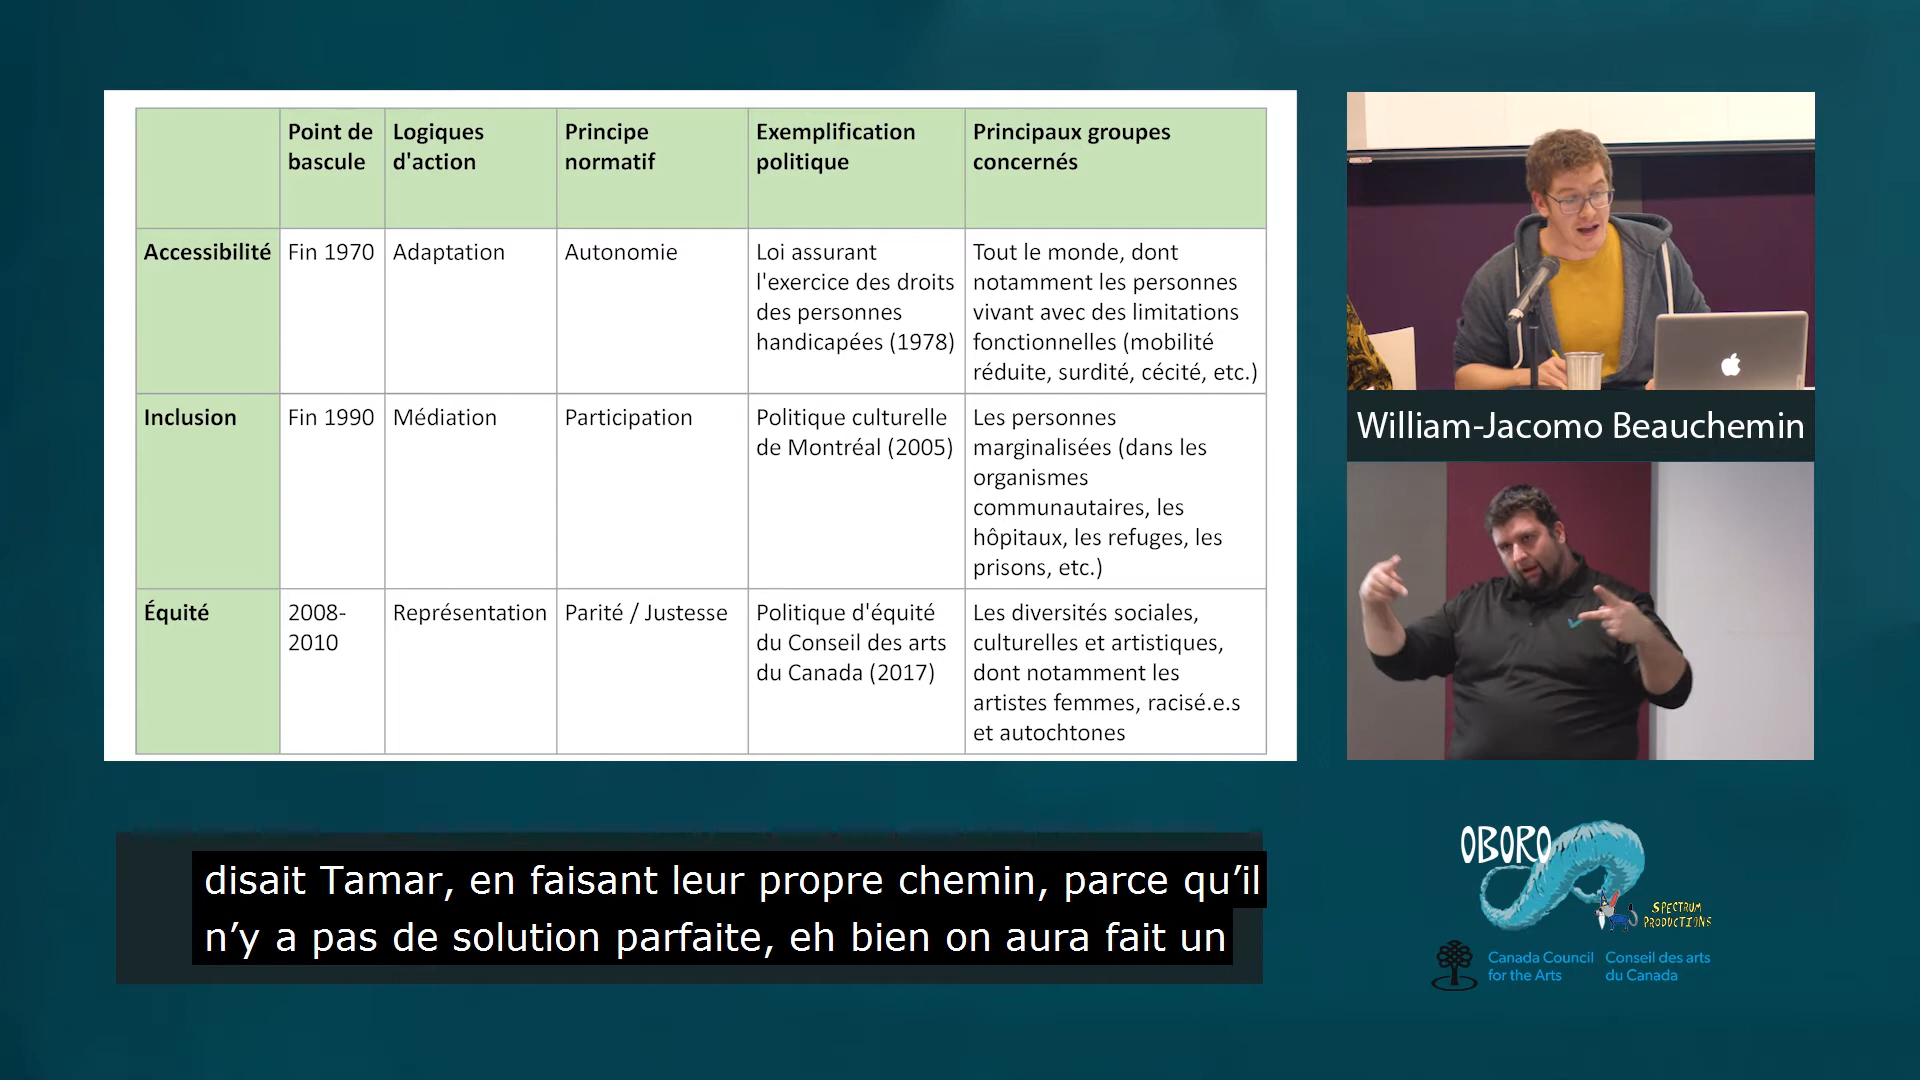 Point de
bascule
Logiques
d'action
Principe
normatif
Exemplification
politique
Principaux groupes
concernés
Accessibilité
Fin 1970
Adaptation
Autonomie
Loi assurant
l'exercice des droits
des personnes
handicapées (1978)
Tout le monde, dont
notamment les personnes
vivant avec des limitations
fonctionnelles (mobilité
réduite, surdité, cécité, etc.)
Inclusion
Fin 1990
Médiation
Participation
Politique culturelle
de Montréal (2005)
Les personnes
marginalisées (dans les
organismes
communautaires, les
hôpitaux, les refuges, les
prisons, etc.)
Équité
2008-
2010
Représentation
Parité / Justesse
Politique d'équité
du Conseil des arts
du Canada (2017)
Les diversités sociales,
culturelles et artistiques,
dont notamment les
artistes femmes, racisé.e.s
et autochtones
William-Jacomo Beauchemin
disait Tamar, en faisant leur propre chemin, parce qu’il
n’y a pas de solution parfaite, eh bien on aura fait un
OBORO
SPECTRUM
PRODUCTIONS
Canada Council
for the Arts
Conseil des arts
du Canada